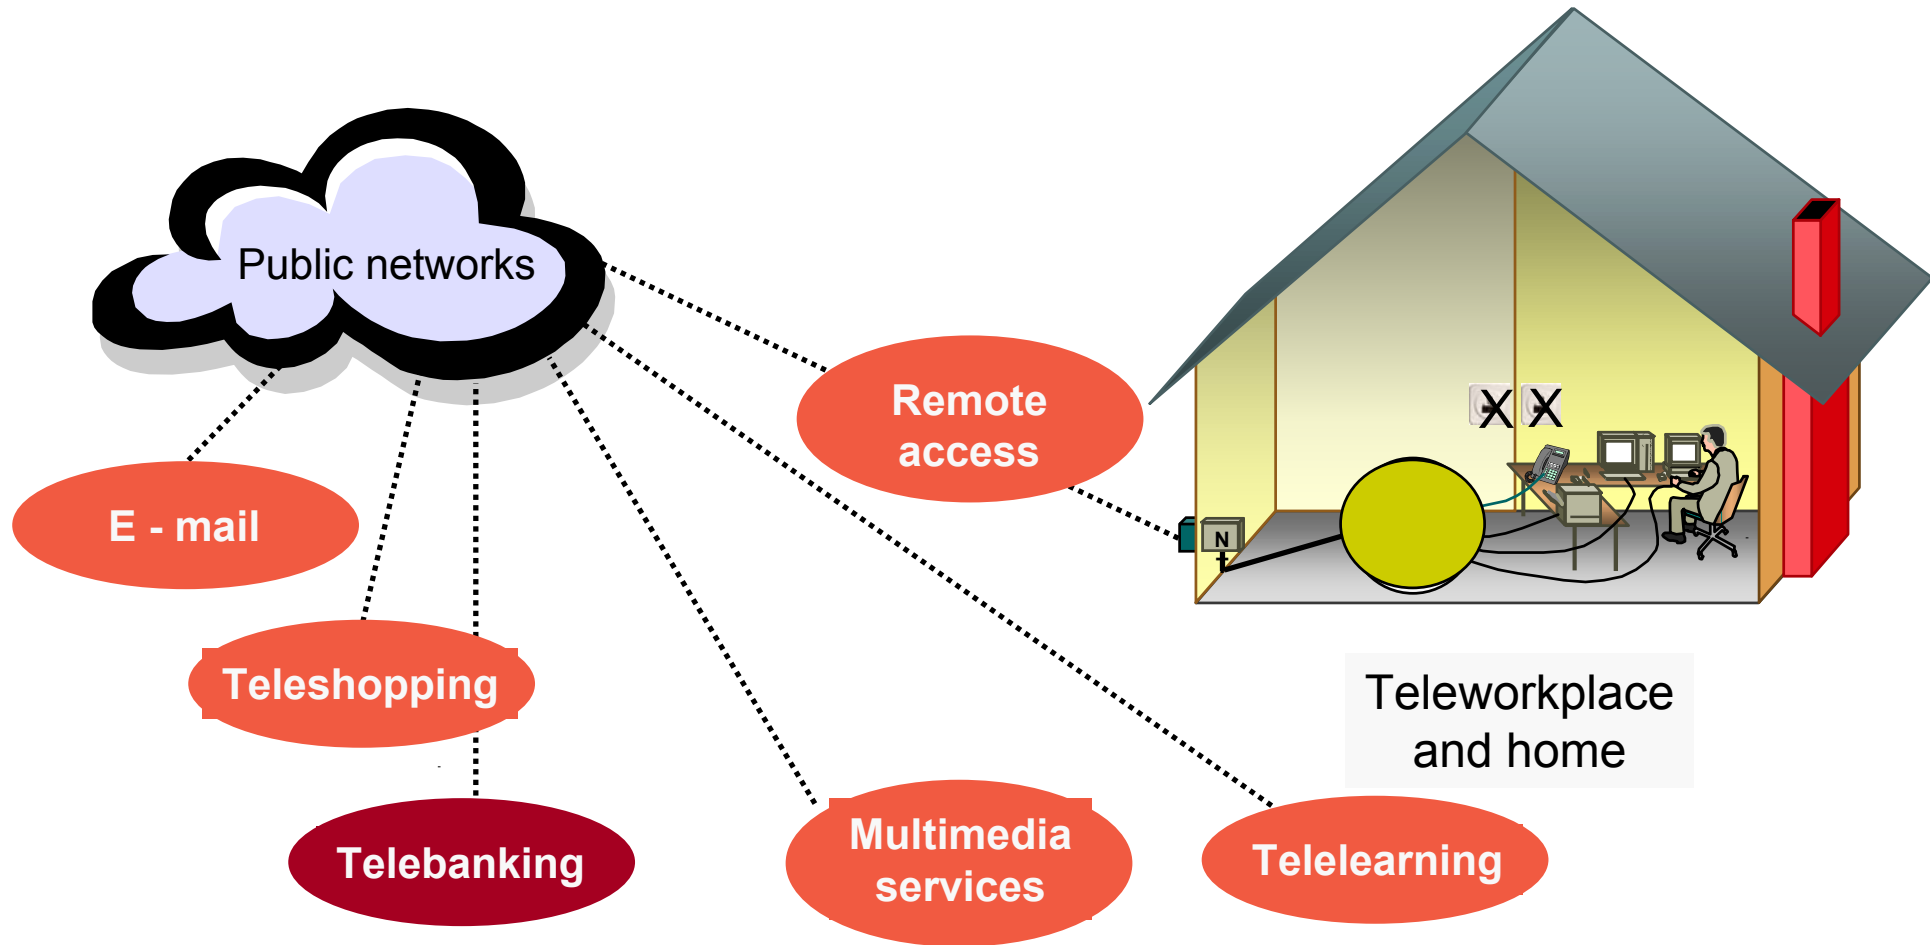 Public networks
Remote
access
X X
N
E - mail
Teleshopping
Teleworkplace
and home
Telebanking
Multimedia
services
Telelearning